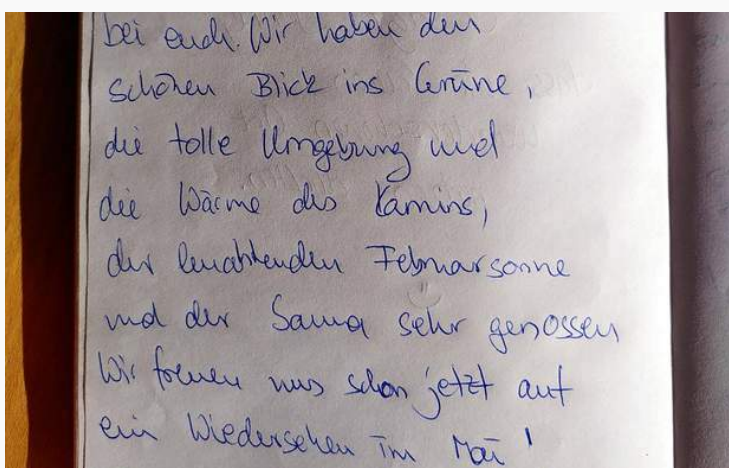 bei euch. Wir haben den
schönen Blick ins Grüne,
die tolle Umgebung und
die Wärme des Kamins,
der leuchtenden Februarsonne
und der Sauna sehr genossen
Wir freuen uns schon jetzt auf
ein Wiedersehen im Mai!